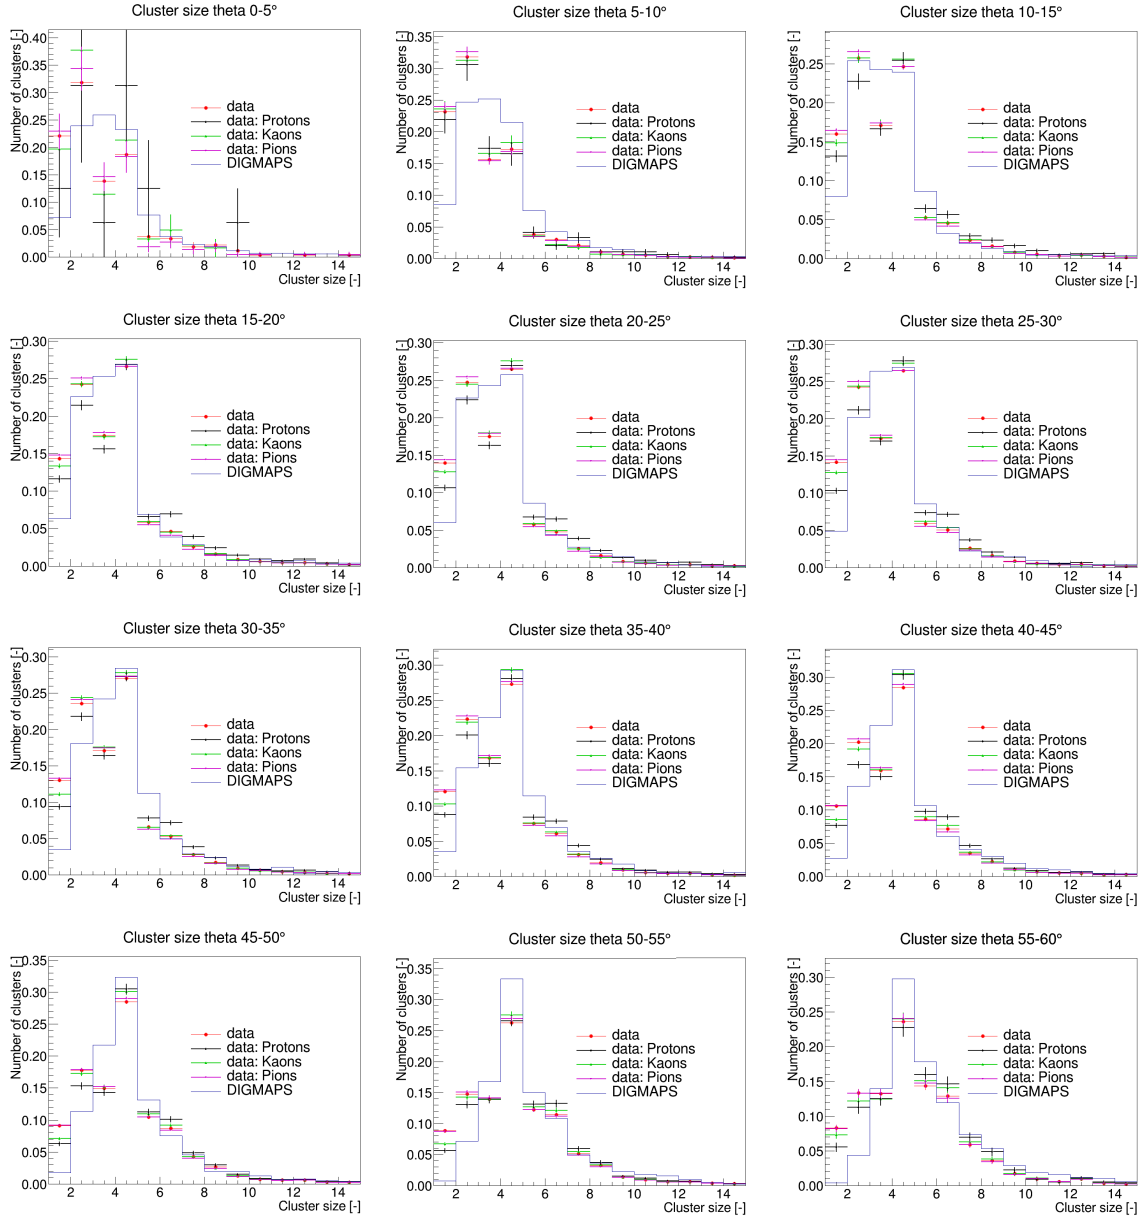 Cluster size theta 0-5°
Number of clusters [-]
0.40
0.35
0.30
0.25
0.20
0.15
0.10
0.05
0.00
data
data: Protons
data: Kaons
data: Pions
DIGMAPS
2 4 6 8 10 12 14
Cluster size [-]
Cluster size theta 5-10°
Number of clusters [-]
0.35
0.30
0.25
0.20
0.15
0.10
0.05
0.00
data
data: Protons
data: Kaons
data: Pions
DIGMAPS
2 4 6 8 10 12 14
Cluster size [-]
Cluster size theta 10-15°
Number of clusters [-]
0.30
0.25
0.20
0.15
0.10
0.05
0.00
data
data: Protons
data: Kaons
data: Pions
DIGMAPS
2 4 6 8 10 12 14
Cluster size [-]
Cluster size theta 15-20°
Number of clusters [-]
0.30
0.25
0.20
0.15
0.10
0.05
0.00
data
data: Protons
data: Kaons
data: Pions
DIGMAPS
2 4 6 8 10 12 14
Cluster size [-]
Cluster size theta 20-25°
Number of clusters [-]
0.30
0.25
0.20
0.15
0.10
0.05
0.00
data
data: Protons
data: Kaons
data: Pions
DIGMAPS
2 4 6 8 10 12 14
Cluster size [-]
Cluster size theta 25-30°
Number of clusters [-]
0.30
0.25
0.20
0.15
0.10
0.05
0.00
data
data: Protons
data: Kaons
data: Pions
DIGMAPS
2 4 6 8 10 12 14
Cluster size [-]
Cluster size theta 30-35°
Number of clusters [-]
0.30
0.25
0.20
0.15
0.10
0.05
0.00
data
data: Protons
data: Kaons
data: Pions
DIGMAPS
2 4 6 8 10 12 14
Cluster size [-]
Cluster size theta 35-40°
Number of clusters [-]
0.30
0.25
0.20
0.15
0.10
0.05
0.00
data
data: Protons
data: Kaons
data: Pions
DIGMAPS
2 4 6 8 10 12 14
Cluster size [-]
Cluster size theta 40-45°
Number of clusters [-]
0.30
0.25
0.20
0.15
0.10
0.05
0.00
data
data: Protons
data: Kaons
data: Pions
DIGMAPS
2 4 6 8 10 12 14
Cluster size [-]
Cluster size theta 45-50°
Number of clusters [-]
0.35
0.30
0.25
0.20
0.15
0.10
0.05
0.00
data
data: Protons
data: Kaons
data: Pions
DIGMAPS
2 4 6 8 10 12 14
Cluster size [-]
Cluster size theta 50-55°
Number of clusters [-]
0.35
0.30
0.25
0.20
0.15
0.10
0.05
0.00
data
data: Protons
data: Kaons
data: Pions
DIGMAPS
2 4 6 8 10 12 14
Cluster size [-]
Cluster size theta 55-60°
Number of clusters [-]
0.30
0.25
0.20
0.15
0.10
0.05
0.00
data
data: Protons
data: Kaons
data: Pions
DIGMAPS
2 4 6 8 10 12 14
Cluster size [-]